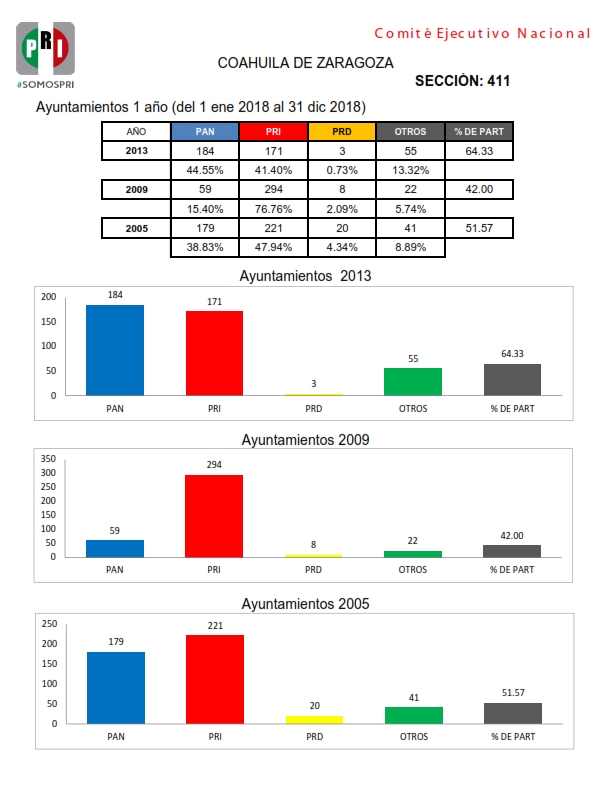 Comité Ejecutivo Nacional
PRI
#SOMOSPRI
COAHUILA DE ZARAGOZA
SECCIÓN: 411
Ayuntamientos 1 año (del 1 ene 2018 al 31 dic 2018)
AÑO PAN PRI PRD OTROS % DE PART
2013 184 171 3 55 64.33
44.55% 41.40% 0.73% 13.32%
2009 59 294 8 22 42.00
15.40% 76.76% 2.09% 5.74%
2005 179 221 20 41 51.57
38.83% 47.94% 4.34% 8.89%
Ayuntamientos 2013
200
150
100
50
0
184 171 3 55 64.33
PAN PRI PRD OTROS % DE PART
Ayuntamientos 2009
350
300
250
200
150
100
50
0
59 294 8 22 42.00
PAN PRI PRD OTROS % DE PART
Ayuntamientos 2005
250
200
150
100
50
0
179 221 20 41 51.57
PAN PRI PRD OTROS % DE PART